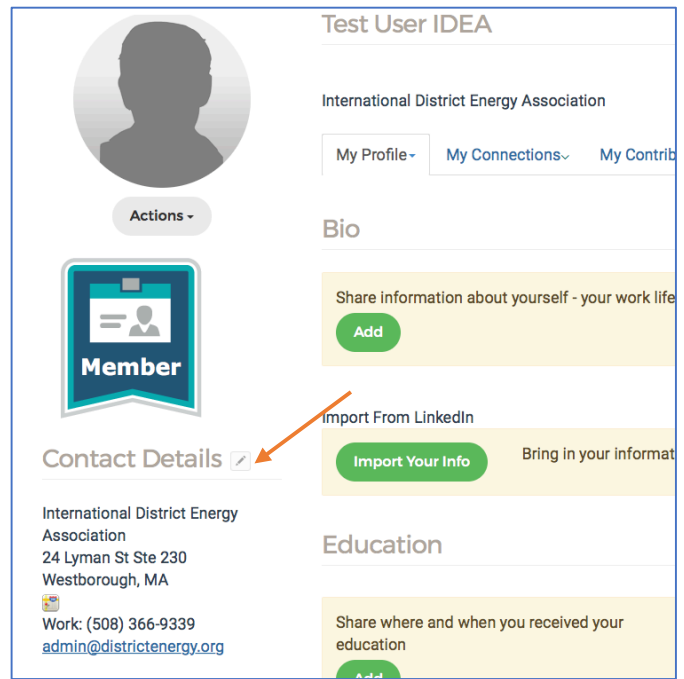 Test User IDEA
International District Energy Association
My Profile
My Connections
My Contrib
Actions
Member
Contact Details
International District Energy
Association
24 Lyman St Ste 230
Westborough, MA
Work: (508) 366-9339
admin@districtenergy.org
Bio
Share information about yourself - your work life
Add
Import From LinkedIn
Import Your Info
Bring in your informat
Education
Share where and when you received your
education
Add